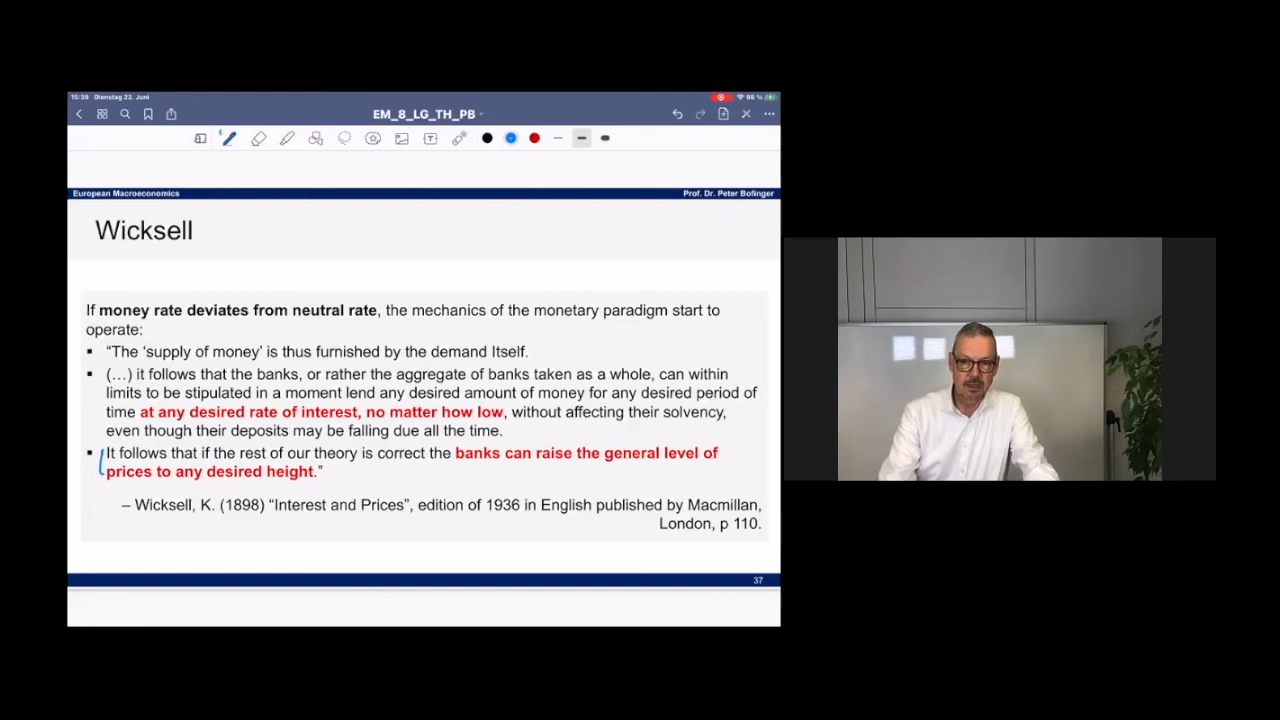 15:39 Dienstag 22. Juni
98 %
EM_8_LG_TH_PB
European Macroeconomics
Prof. Dr. Peter Bofinger
Wicksell
If money rate deviates from neutral rate, the mechanics of the monetary paradigm start to
operate:
▪ “The ‘supply of money’ is thus furnished by the demand Itself.
▪ (…) it follows that the banks, or rather the aggregate of banks taken as a whole, can within
limits to be stipulated in a moment lend any desired amount of money for any desired period of
time at any desired rate of interest, no matter how low, without affecting their solvency,
even though their deposits may be falling due all the time.
▪ It follows that if the rest of our theory is correct the banks can raise the general level of
prices to any desired height.”
– Wicksell, K. (1898) “Interest and Prices”, edition of 1936 in English published by Macmillan,
London, p 110.
37